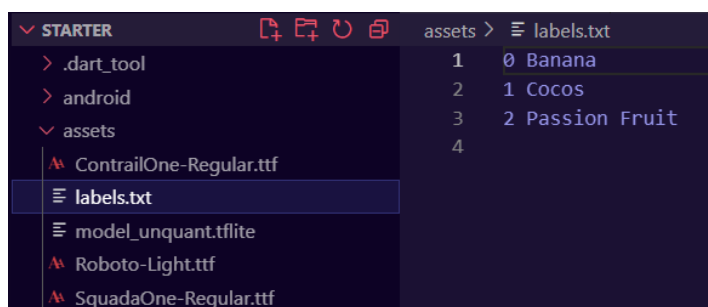 STARTER
.dart_tool
android
assets
ContrailOne-Regular.ttf
labels.txt
model_unquant.tflite
Roboto-Light.ttf
SquadaOne-Regular.ttf
assets > labels.txt
1 0 Banana
2 1 Cocos
3 2 Passion Fruit
4